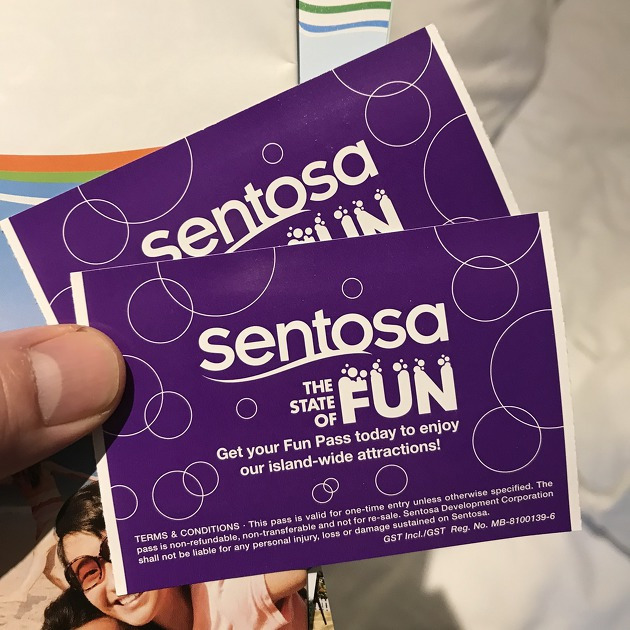 sentosa
FUN
sentosa
THE
STATE
OF
FUN
Get your Fun Pass today to enjoy
our island-wide attractions!
TERMS & CONDITIONS · This pass is valid for one-time entry unless otherwise specified. The
pass is non-refundable, non-transferable and not for re-sale. Sentosa Development Corporation
shall not be liable for any personal injury, loss or damage sustained on Sentosa.
GST Incl./GST Reg. No. MB-8100139-6